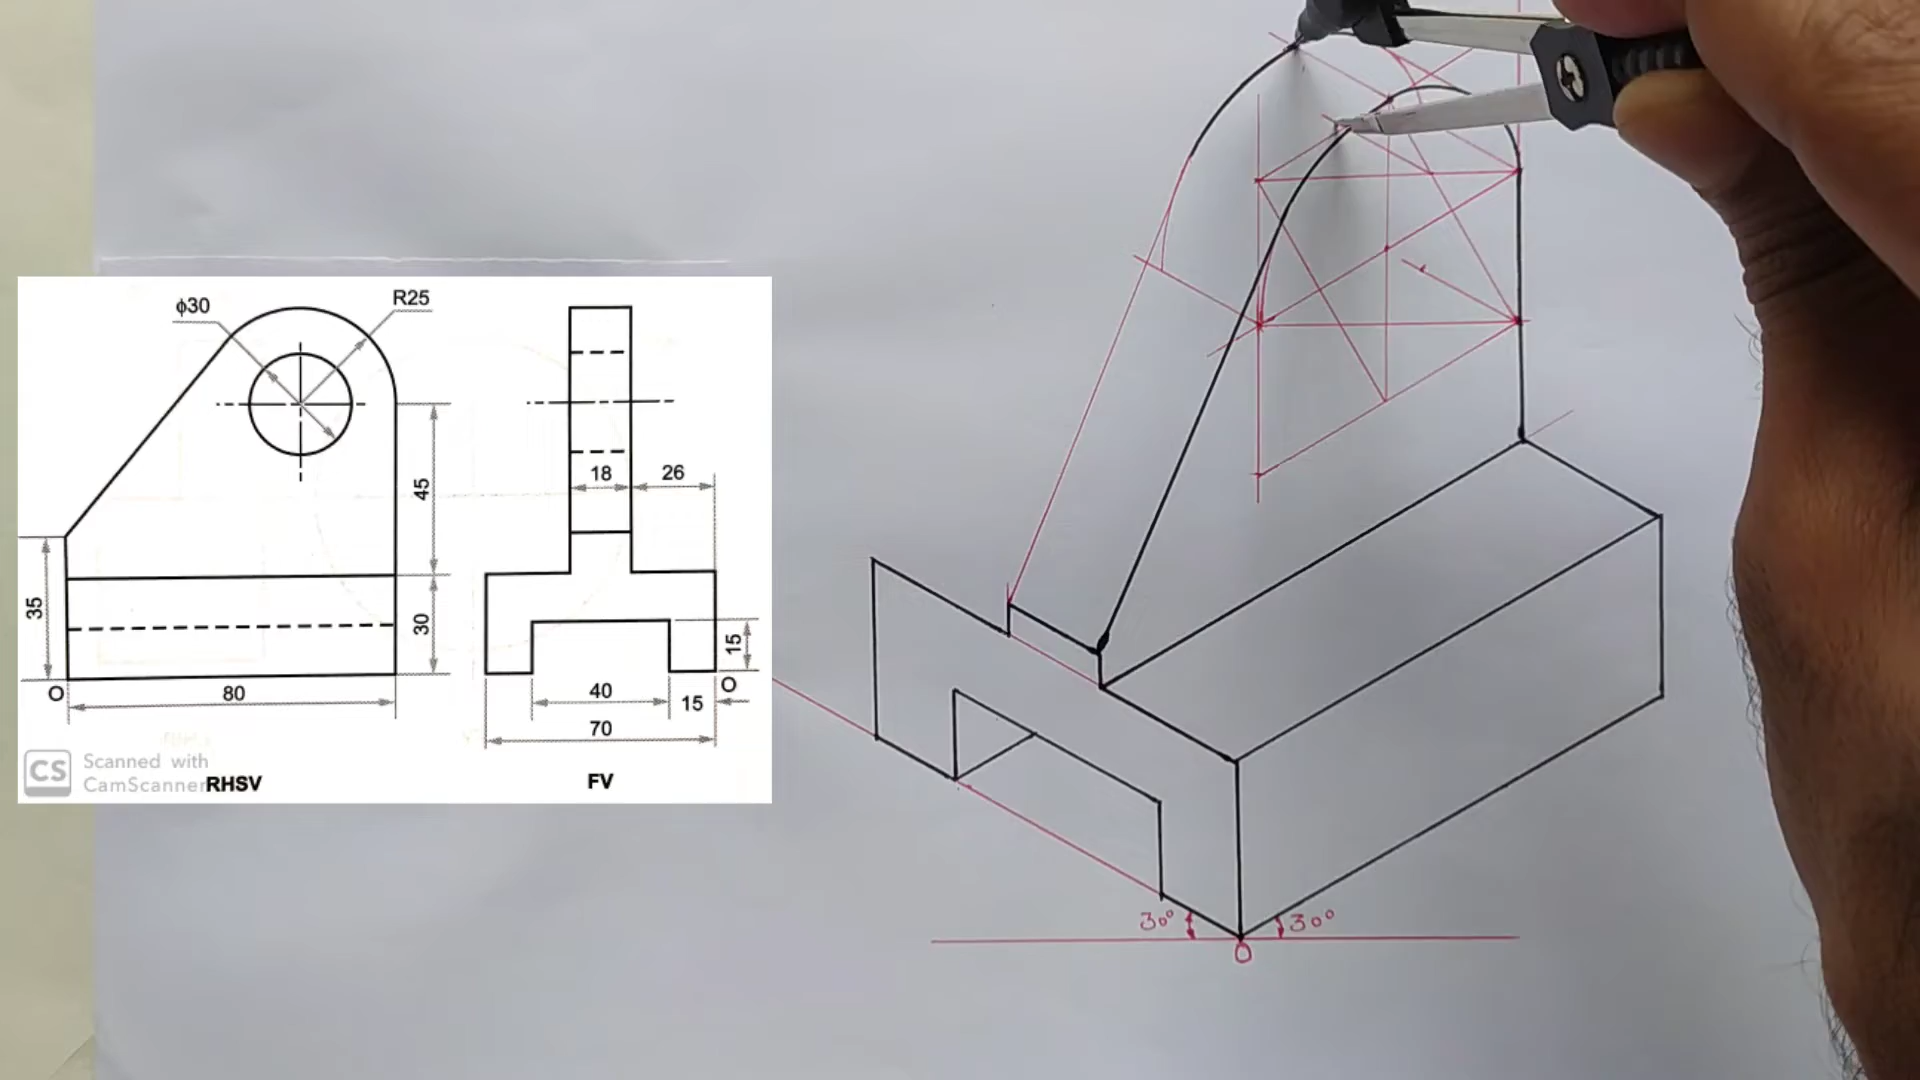 ϕ30
R25
18
26
45
35
30
15
O
80
40
15
O
70
CS Scanned with
CamScanner
RHSV
FV
30°
30°
O